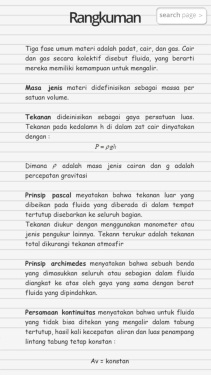 Rangkuman
search page >
Tiga fase umum materi adalah padat, cair, dan gas. Cair
dan gas secara kolektif disebut fluida, yang berarti
mereka memiliki kemampuan untuk mengalir.
Masa jenis materi didefinisikan sebagai massa per
satuan volume.
Tekanan dideinisikan sebagai gaya persatuan luas.
Tekanan pada kedalamn h di dalam zat cair dinyatakan
dengan :
P = ρgh
Dimana ρ adalah masa jenis cairan dan g adalah
percepatan gravitasi
Prinsip pascal meyatakan bahwa tekanan luar yang
dibeikan pada fluida yang diberada di dalam tempat
tertutup disebarkan ke seluruh bagian.
Tekanan diukur dengan menggunakan manometer atau
jenis pengukur lainnya. Tekann terukur adalah tekanan
total dikurangi tekanan atmosfir
Prinsip archimedes menyatakan bahwa sebuah benda
yang dimasukkan seluruh atau sebagian dalam fluida
diangkat ke atas oleh gaya yang sama dengan berat
fluida yang dipindahkan.
Persamaan kontinuitas menyatakan bahwa untuk fluida
yang tidak bisa ditekan yang mengalir dalam tabung
tertutup, hasil kali kecepatan aliran dan luas penampang
lintang tabung tetap konstan :
Av = konstan